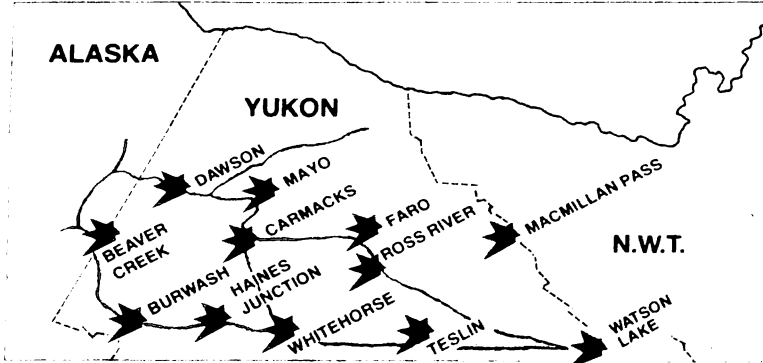 ALASKA
YUKON
DAWSON
MAYO
CARMACKS
FARO
ROSS RIVER
MACMILLAN PASS
N.W.T.
BEAVER
CREEK
BURWASH
HAINES
JUNCTION
WHITEHORSE
TESLIN
WATSON
LAKE